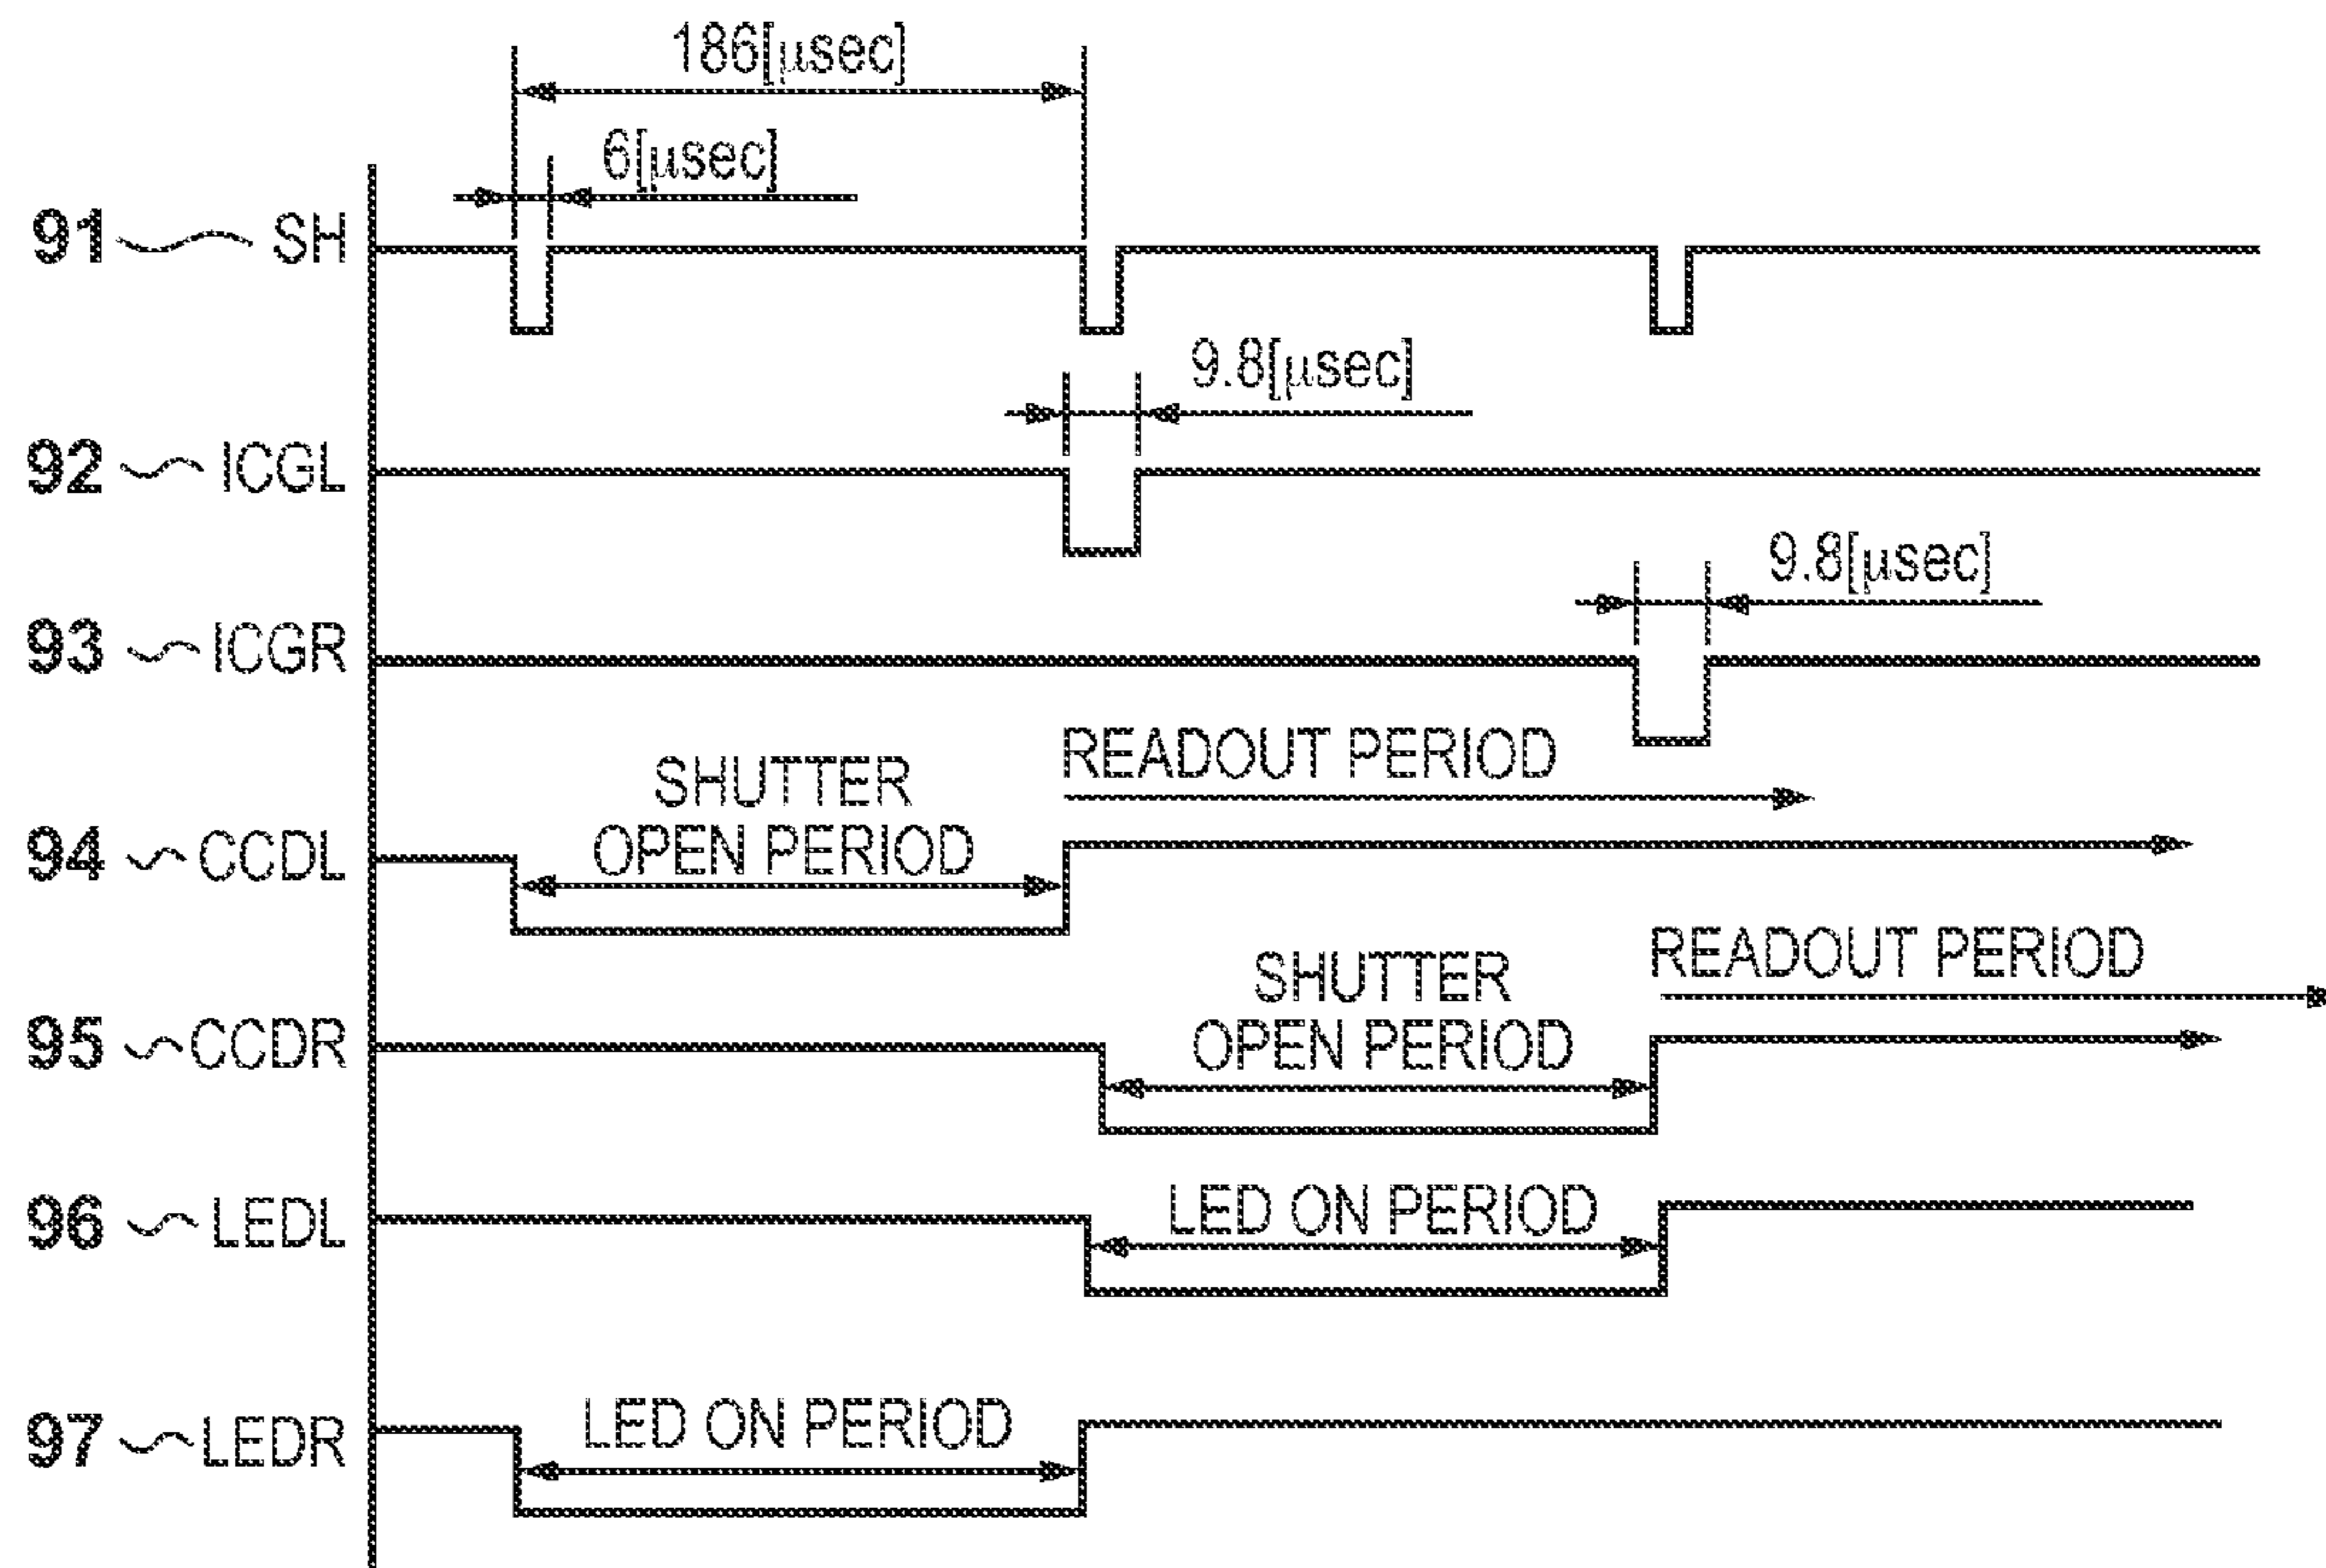 186[μsec]
6[μsec]
91 SH
9.8[μsec]
92 ICGL
9.8[μsec]
93 ICGR
READOUT PERIOD
SHUTTER
OPEN PERIOD
94 CCDL
READOUT PERIOD
SHUTTER
OPEN PERIOD
95 CCDR
LED ON PERIOD
96 LEDL
LED ON PERIOD
97 LEDR